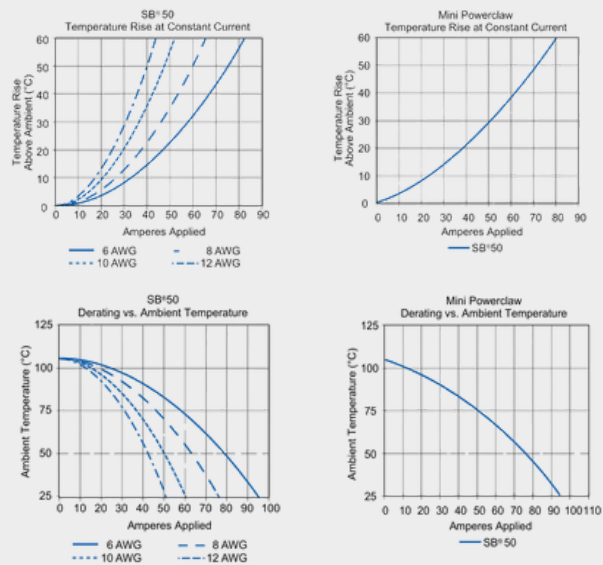 SB® 50
Temperature Rise at Constant Current
Temperature Rise
Above Ambient (°C)
60
50
40
30
20
10
0
0 10 20 30 40 50 60 70 80 90
Amperes Applied
6 AWG 8 AWG
10 AWG 12 AWG
Mini Powerclaw
Temperature Rise at Constant Current
Temperature Rise
Above Ambient (°C)
60
50
40
30
20
10
0
0 10 20 30 40 50 60 70 80 90
Amperes Applied
SB®50
SB®50
Derating vs. Ambient Temperature
Ambient Temperature (°C)
125
100
75
50
25
0 10 20 30 40 50 60 70 80 90 100
Amperes Applied
6 AWG 8 AWG
10 AWG 12 AWG
Mini Powerclaw
Derating vs. Ambient Temperature
Ambient Temperature (°C)
125
100
75
50
25
0 10 20 30 40 50 60 70 80 90 100 110
Amperes Applied
SB®50